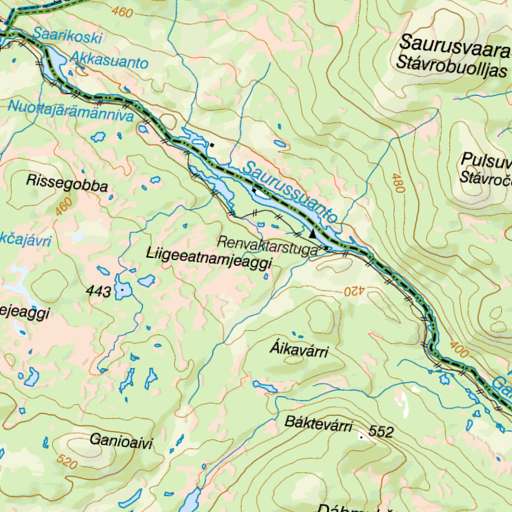 460
Saarikoski
Akkasuanto
Saurusvaara
Stávrobuolljas
Nuottajärämänniva
Pulsuv
Stávroč
Saurussuanto
480
Rissegobba
460
kčajávri
Renvaktarstuga
Liigeeatnamjeaggi
443
420
ejeaggi
400
Áikavárri
Ga
Báktevárri
552
Ganioaivi
520